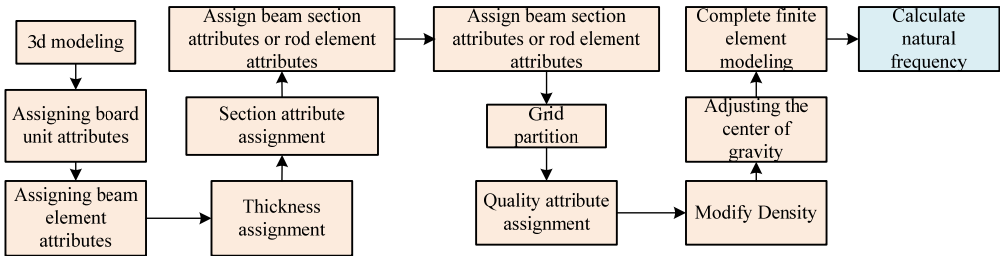 3d modeling
Assigning board
unit attributes
Assigning beam
element
attributes
Thickness
assignment
Section attribute
assignment
Assign beam section
attributes or rod element
attributes
Assign beam section
attributes or rod element
attributes
Grid
partition
Quality attribute
assignment
Modify Density
Adjusting the
center of
gravity
Complete finite
element
modeling
Calculate
natural
frequency